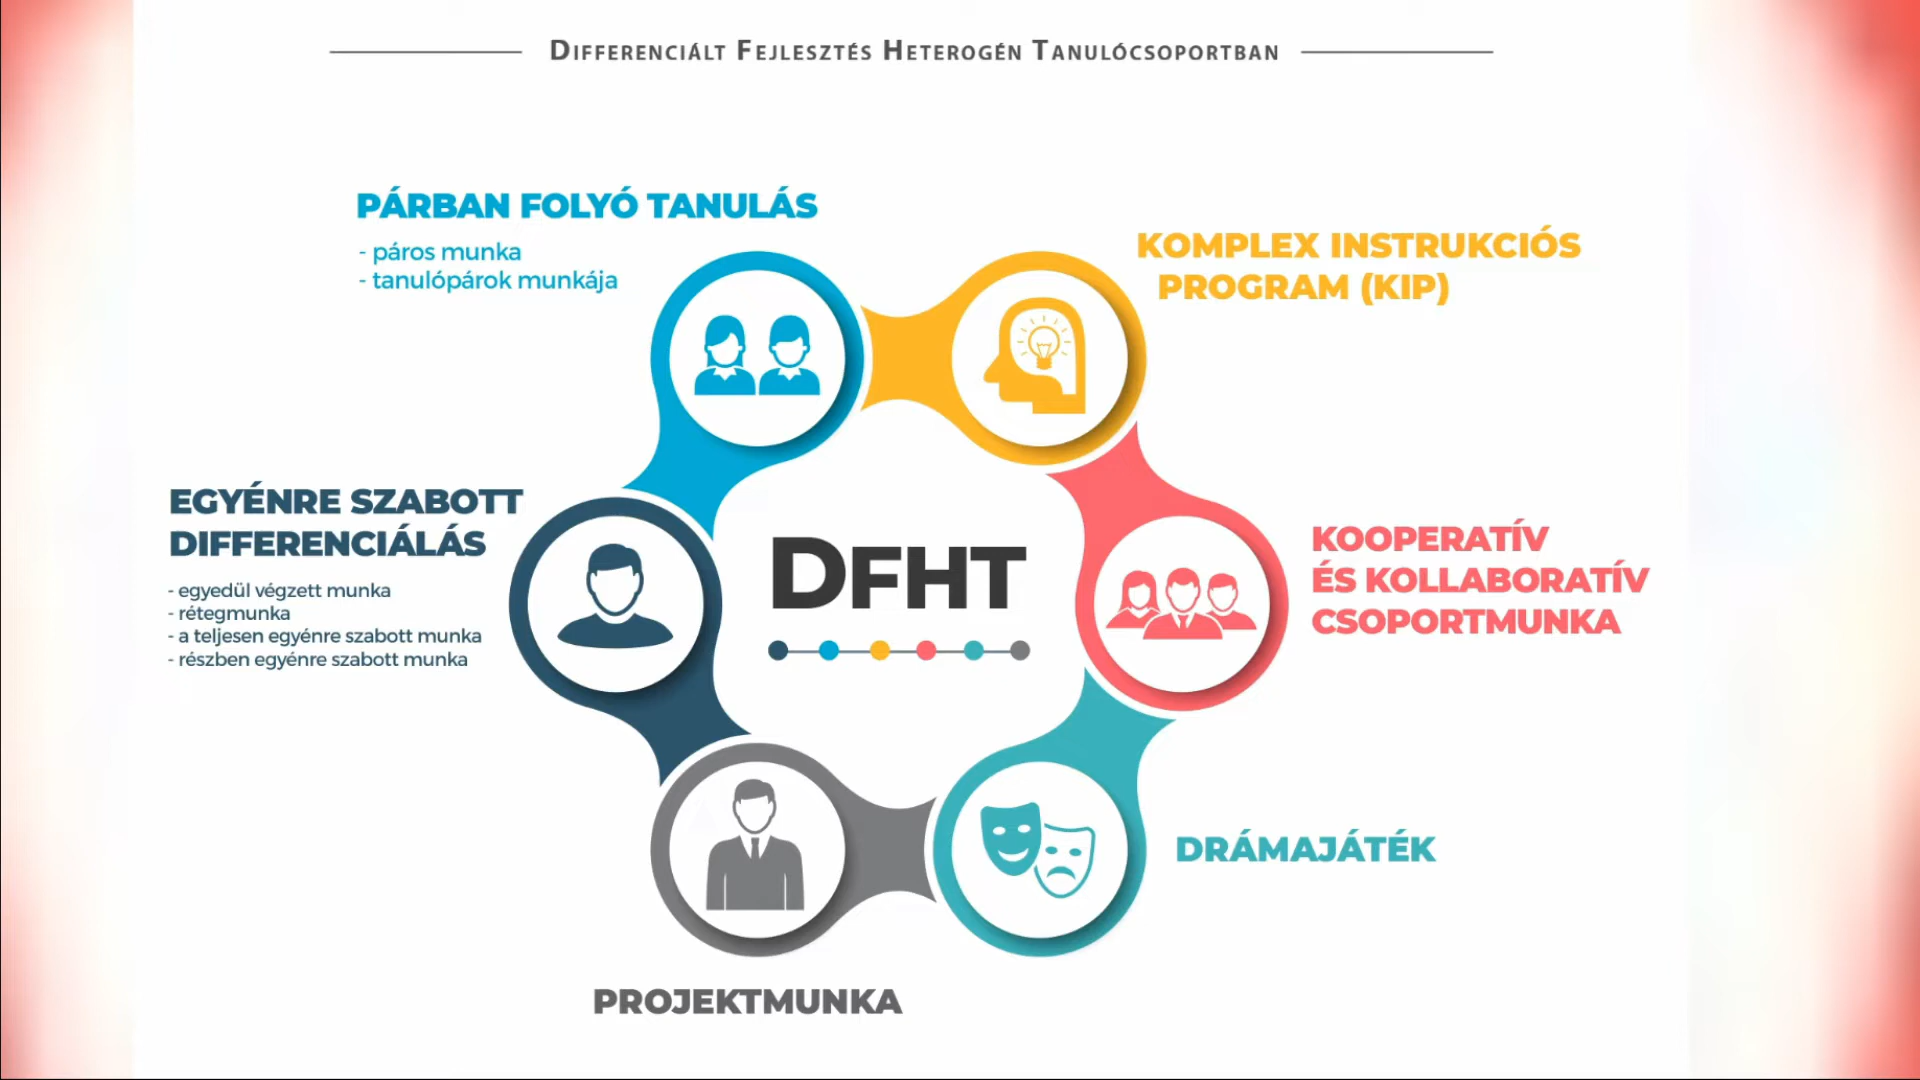 Differenciált Fejlesztés Heterogén Tanulócsoportban
PÁRBAN FOLYÓ TANULÁS
- páros munka
- tanulópárok munkája
KOMPLEX INSTRUKCIÓS
PROGRAM (KIP)
EGYÉNRE SZABOTT
DIFFERENCIÁLÁS
- egyedül végzett munka
- rétegmunka
- a teljesen egyénre szabott munka
- részben egyénre szabott munka
DFHT
KOOPERATÍV
ÉS KOLLABORATÍV
CSOPORTMUNKA
DRÁMAJÁTÉK
PROJEKTMUNKA